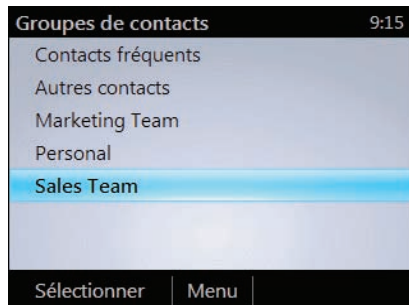 Groupes de contacts 9:15
Contacts fréquents
Autres contacts
Marketing Team
Personal
Sales Team
Sélectionner Menu